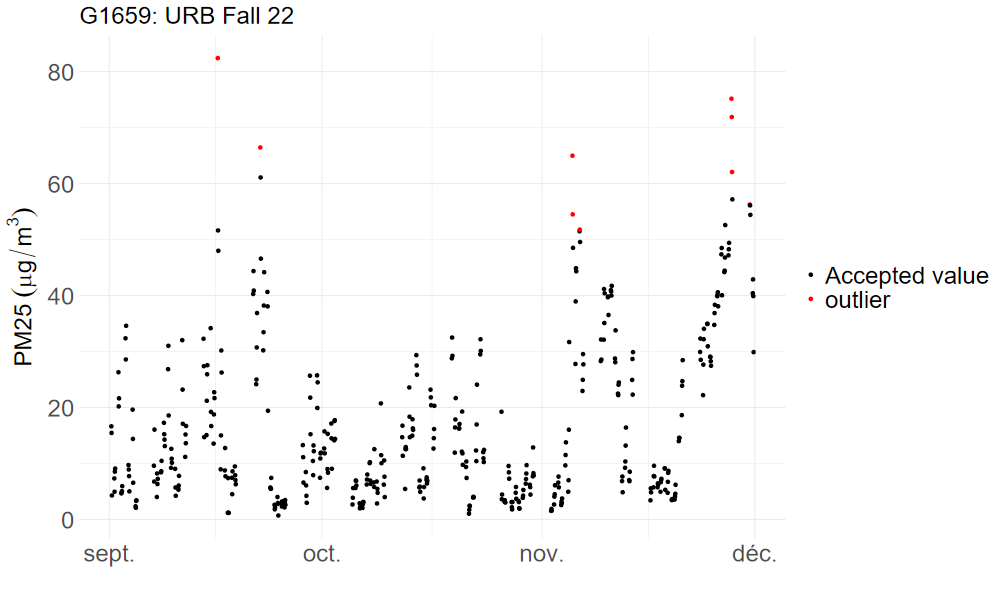 G1659: URB Fall 22
PM25 (μg/m³)
80
60
40
20
0
sept.
oct.
nov.
déc.
Accepted value
outlier